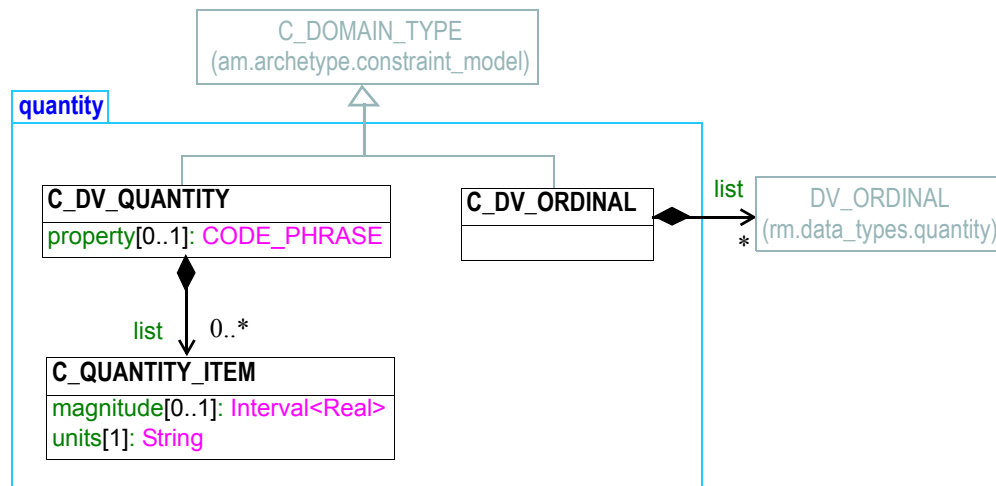 C_DOMAIN_TYPE
(am.archetype.constraint_model)
quantity
C_DV_QUANTITY
property[0..1]: CODE_PHRASE
C_DV_ORDINAL
list
*
DV_ORDINAL
(rm.data_types.quantity)
list
0..*
C_QUANTITY_ITEM
magnitude[0..1]: Interval<Real>
units[1]: String